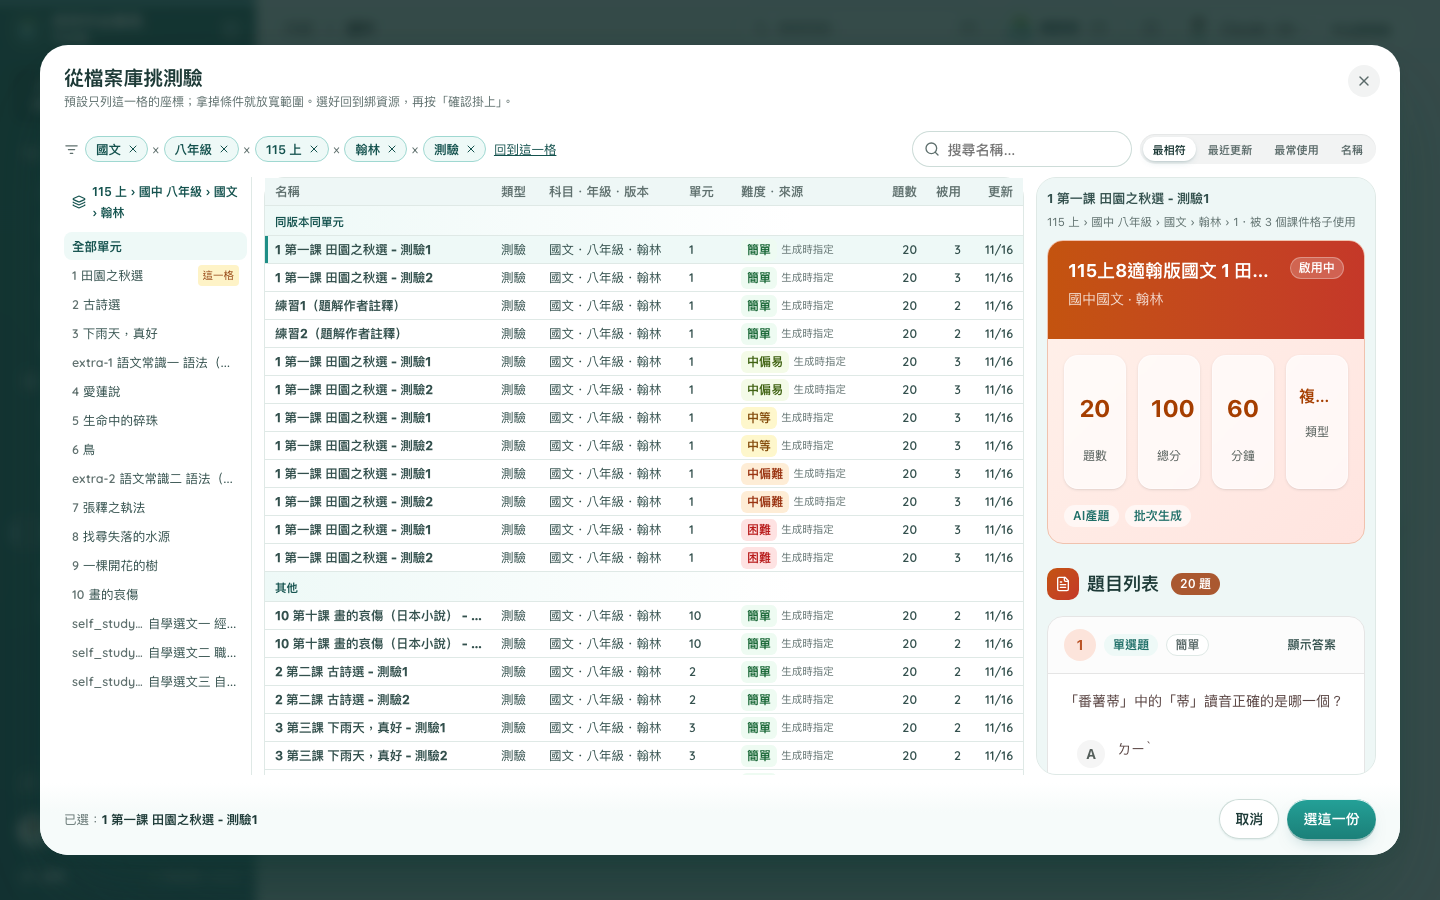 從檔案庫挑測驗
預設只列這一格的座標；拿掉條件就放寬範圍。選好回到綁資源，再按「確認掛上」。
國文 × × 八年級 × × 115 上 × × 翰林 × × 測驗 × 回到這一格
搜尋名稱...
最相符 最近更新 最常使用 名稱
115 上 › 國中 八年級 › 國文
› 翰林
全部單元
1 田園之秋選 這一格
2 古詩選
3 下雨天，真好
extra-1 語文常識一 語法（...
4 愛蓮說
5 生命中的碎珠
6 鳥
extra-2 語文常識二 語法（...
7 張釋之執法
8 找尋失落的水源
9 一棵開花的樹
10 畫的哀傷
self_study... 自學選文一 經...
self_study... 自學選文二 職...
self_study... 自學選文三 自...
名稱 類型 科目 · 年級 · 版本 單元 難度 · 來源 題數 被用 更新
同版本同單元
1 第一課 田園之秋選 - 測驗1 測驗 國文 · 八年級 · 翰林 1 簡單 生成時指定 20 3 11/16
1 第一課 田園之秋選 - 測驗2 測驗 國文 · 八年級 · 翰林 1 簡單 生成時指定 20 3 11/16
練習1（題解作者註釋） 測驗 國文 · 八年級 · 翰林 1 簡單 生成時指定 20 2 11/16
練習2（題解作者註釋） 測驗 國文 · 八年級 · 翰林 1 簡單 生成時指定 20 2 11/16
1 第一課 田園之秋選 - 測驗1 測驗 國文 · 八年級 · 翰林 1 中偏易 生成時指定 20 3 11/16
1 第一課 田園之秋選 - 測驗2 測驗 國文 · 八年級 · 翰林 1 中偏易 生成時指定 20 3 11/16
1 第一課 田園之秋選 - 測驗1 測驗 國文 · 八年級 · 翰林 1 中等 生成時指定 20 3 11/16
1 第一課 田園之秋選 - 測驗2 測驗 國文 · 八年級 · 翰林 1 中等 生成時指定 20 3 11/16
1 第一課 田園之秋選 - 測驗1 測驗 國文 · 八年級 · 翰林 1 中偏難 生成時指定 20 3 11/16
1 第一課 田園之秋選 - 測驗2 測驗 國文 · 八年級 · 翰林 1 中偏難 生成時指定 20 3 11/16
1 第一課 田園之秋選 - 測驗1 測驗 國文 · 八年級 · 翰林 1 困難 生成時指定 20 3 11/16
1 第一課 田園之秋選 - 測驗2 測驗 國文 · 八年級 · 翰林 1 困難 生成時指定 20 3 11/16
其他
10 第十課 畫的哀傷（日本小說） - ... 測驗 國文 · 八年級 · 翰林 10 簡單 生成時指定 20 2 11/16
10 第十課 畫的哀傷（日本小說） - ... 測驗 國文 · 八年級 · 翰林 10 簡單 生成時指定 20 2 11/16
2 第二課 古詩選 - 測驗1 測驗 國文 · 八年級 · 翰林 2 簡單 生成時指定 20 2 11/16
2 第二課 古詩選 - 測驗2 測驗 國文 · 八年級 · 翰林 2 簡單 生成時指定 20 2 11/16
3 第三課 下雨天，真好 - 測驗1 測驗 國文 · 八年級 · 翰林 3 簡單 生成時指定 20 2 11/16
3 第三課 下雨天，真好 - 測驗2 測驗 國文 · 八年級 · 翰林 3 簡單 生成時指定 20 2 11/16
1 第一課 田園之秋選 - 測驗1
115 上 › 國中 八年級 › 國文 › 翰林 › 1 · 被 3 個課件格子使用
115上8適翰版國文 1 田... 啟用中
國中國文 · 翰林
20 100 60 複...
題數 總分 分鐘 類型
AI產題 批次生成
題目列表 20 題
1 單選題 簡單 顯示答案
「番薯蒂」中的「蒂」讀音正確的是哪一個？
A ㄉㄧˋ
已選：1 第一課 田園之秋選 - 測驗1
取消 選這一份